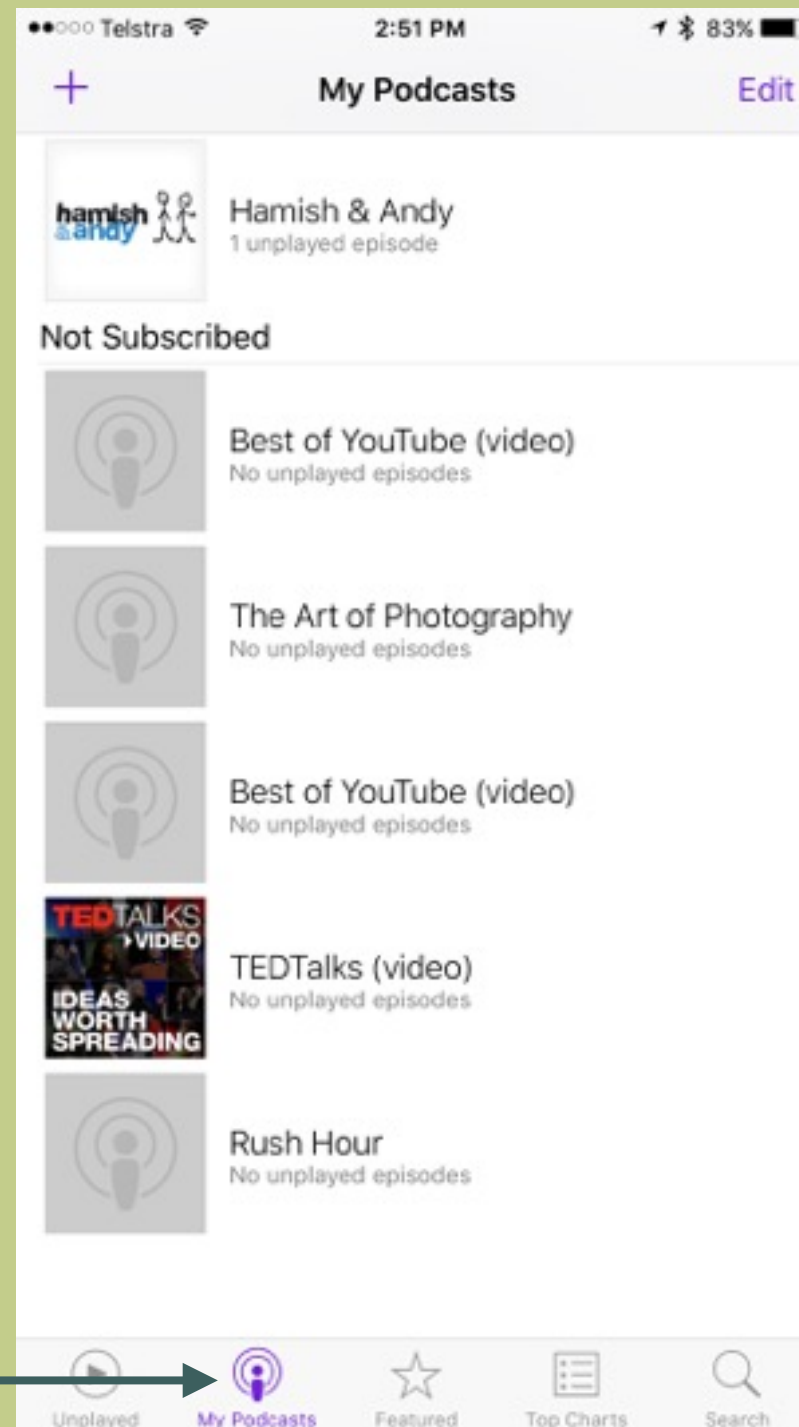 ●●○○○ Telstra 2:51 PM 83%
+ My Podcasts Edit
hamish
& andy
Hamish & Andy
1 unplayed episode
Not Subscribed
Best of YouTube (video)
No unplayed episodes
The Art of Photography
No unplayed episodes
Best of YouTube (video)
No unplayed episodes
TEDTALKS
VIDEO
IDEAS
WORTH
SPREADING
TEDTalks (video)
No unplayed episodes
Rush Hour
No unplayed episodes
Unplayed My Podcasts Featured Top Charts Search